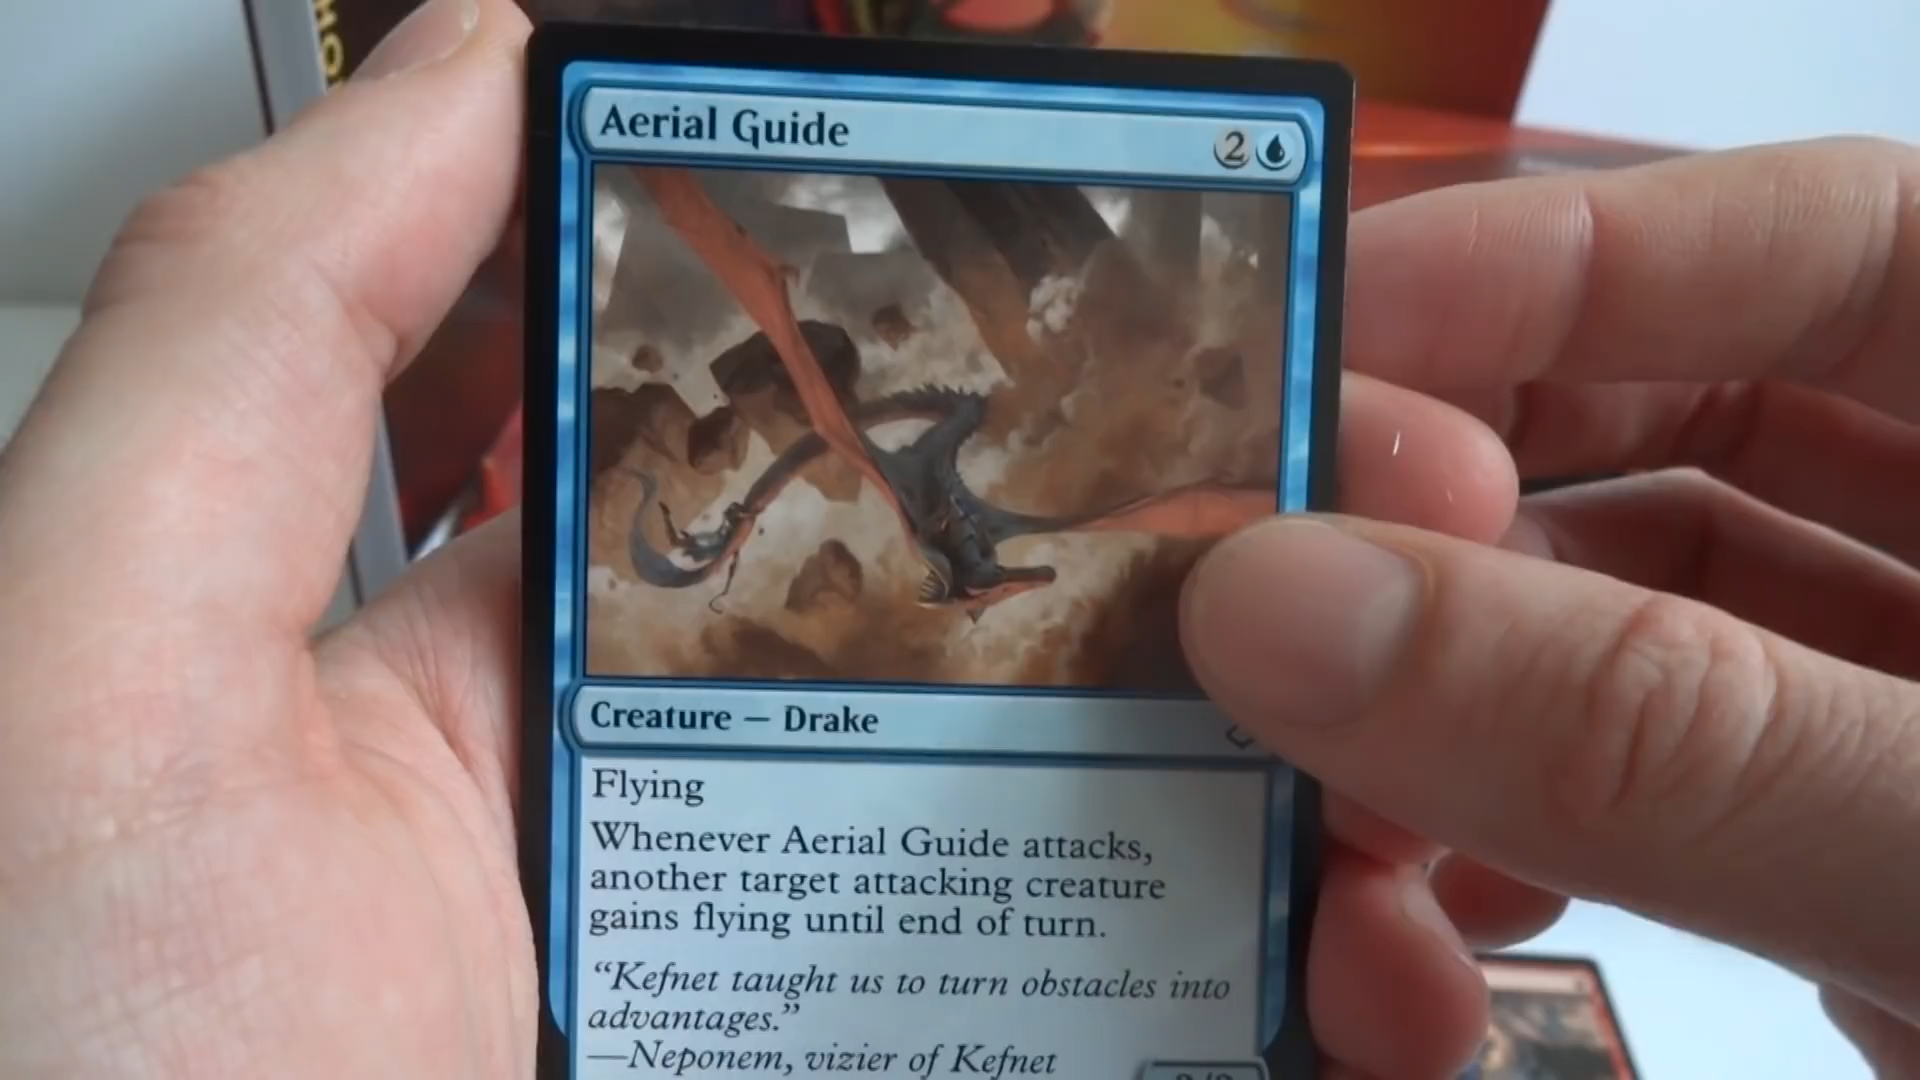 HO
Aerial Guide
2
Creature — Drake
Flying
Whenever Aerial Guide attacks,
another target attacking creature
gains flying until end of turn.
“Kefnet taught us to turn obstacles into
advantages.”
—Neponem, vizier of Kefnet